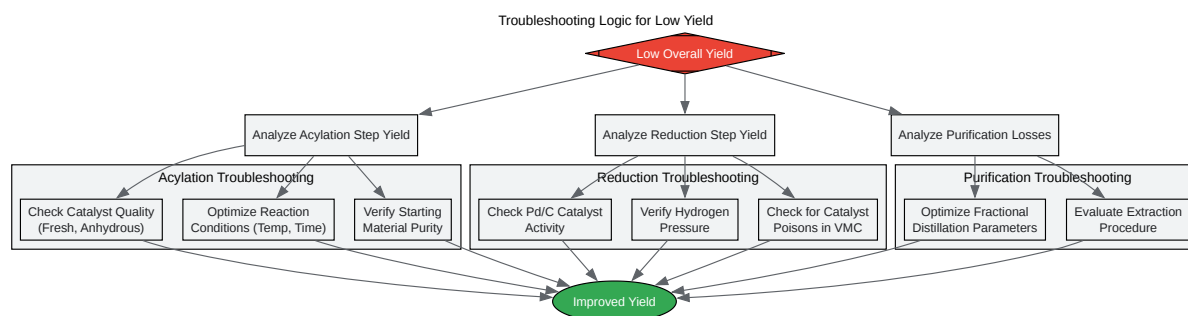 Troubleshooting Logic for Low Yield
Low Overall Yield
Analyze Acylation Step Yield
Analyze Reduction Step Yield
Analyze Purification Losses
Acylation Troubleshooting
Reduction Troubleshooting
Purification Troubleshooting
Check Catalyst Quality
(Fresh, Anhydrous)
Optimize Reaction
Conditions (Temp, Time)
Verify Starting
Material Purity
Check Pd/C Catalyst
Activity
Verify Hydrogen
Pressure
Check for Catalyst
Poisons in VMC
Optimize Fractional
Distillation Parameters
Evaluate Extraction
Procedure
Improved Yield